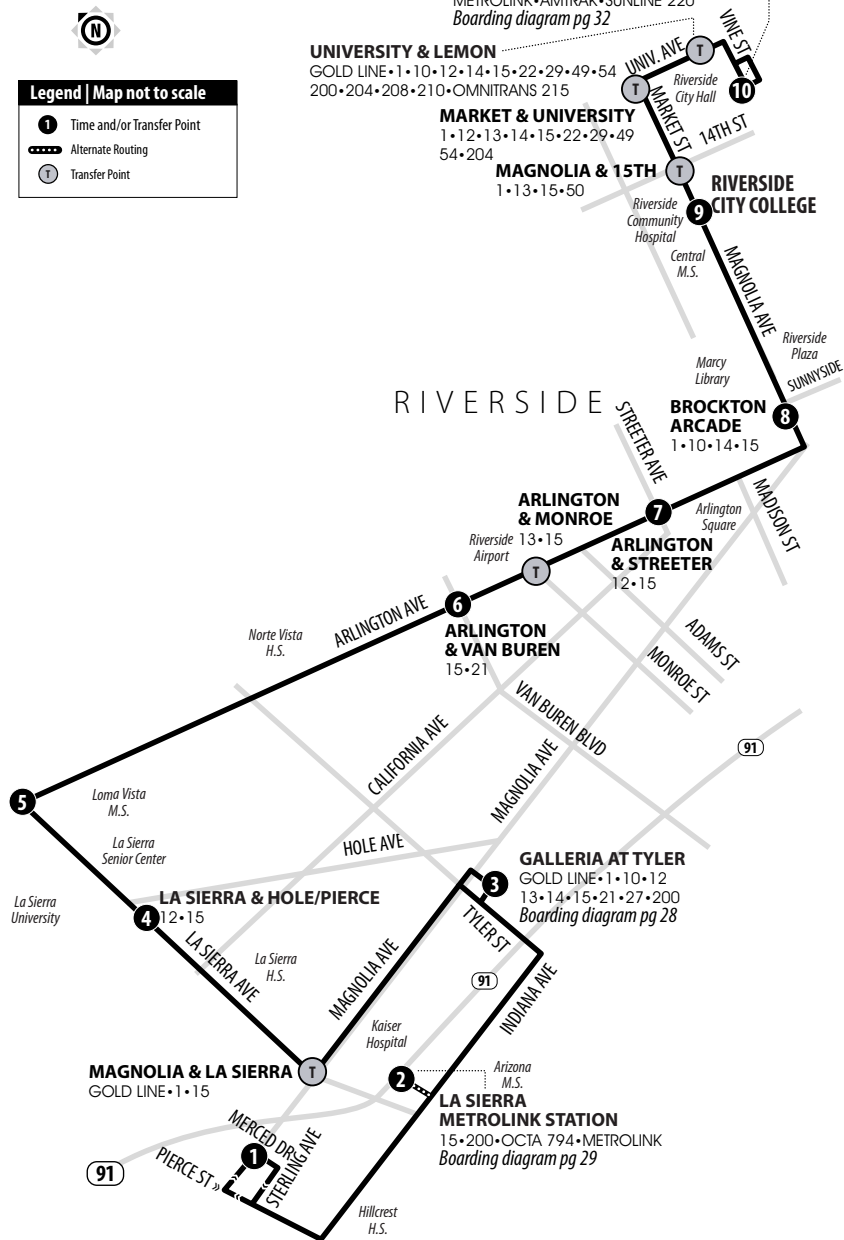 METROLINK•AMTRAK•SUNLINE 220
Boarding diagram pg 32
N
UNIVERSITY & LEMON
GOLD LINE•1•10•12•14•15•22•29•49•54
200•204•208•210•OMNITRANS 215
Legend | Map not to scale
1 Time and/or Transfer Point
Alternate Routing
T Transfer Point
UNIV. AVE
T
VINE ST
Riverside
City Hall
10
T
MARKET & UNIVERSITY
1•12•13•14•15•22•29•49
54•204
MARKET ST
14TH ST
MAGNOLIA & 15TH
1•13•15•50
T
RIVERSIDE
CITY COLLEGE
9
Riverside
Community
Hospital
Central
M.S.
MAGNOLIA AVE
Riverside
Plaza
Marcy
Library
SUNNYSIDE
RIVERSIDE
BROCKTON
ARCADE
1•10•14•15
8
STREETER AVE
MADISON ST
ARLINGTON
& MONROE
13•15
7
Arlington
Square
Riverside
Airport
T
ARLINGTON
& STREETER
12•15
6
ARLINGTON AVE
ARLINGTON
& VAN BUREN
15•21
Norte Vista
H.S.
ADAMS ST
MONROE ST
VAN BUREN BLVD
CALIFORNIA AVE
MAGNOLIA AVE
91
5
Loma Vista
M.S.
La Sierra
Senior Center
HOLE AVE
GALLERIA AT TYLER
GOLD LINE•1•10•12
13•14•15•21•27•200
Boarding diagram pg 28
3
La Sierra
University
4
LA SIERRA & HOLE/PIERCE
12•15
TYLER ST
LA SIERRA AVE
La Sierra
H.S.
MAGNOLIA AVE
91
INDIANA AVE
Kaiser
Hospital
MAGNOLIA & LA SIERRA
GOLD LINE•1•15
T
2
Arizona
M.S.
LA SIERRA
METROLINK STATION
15•200•OCTA 794•METROLINK
Boarding diagram pg 29
MERCED DR
1
STERLING AVE
PIERCE ST »
91
Hillcrest
H.S.